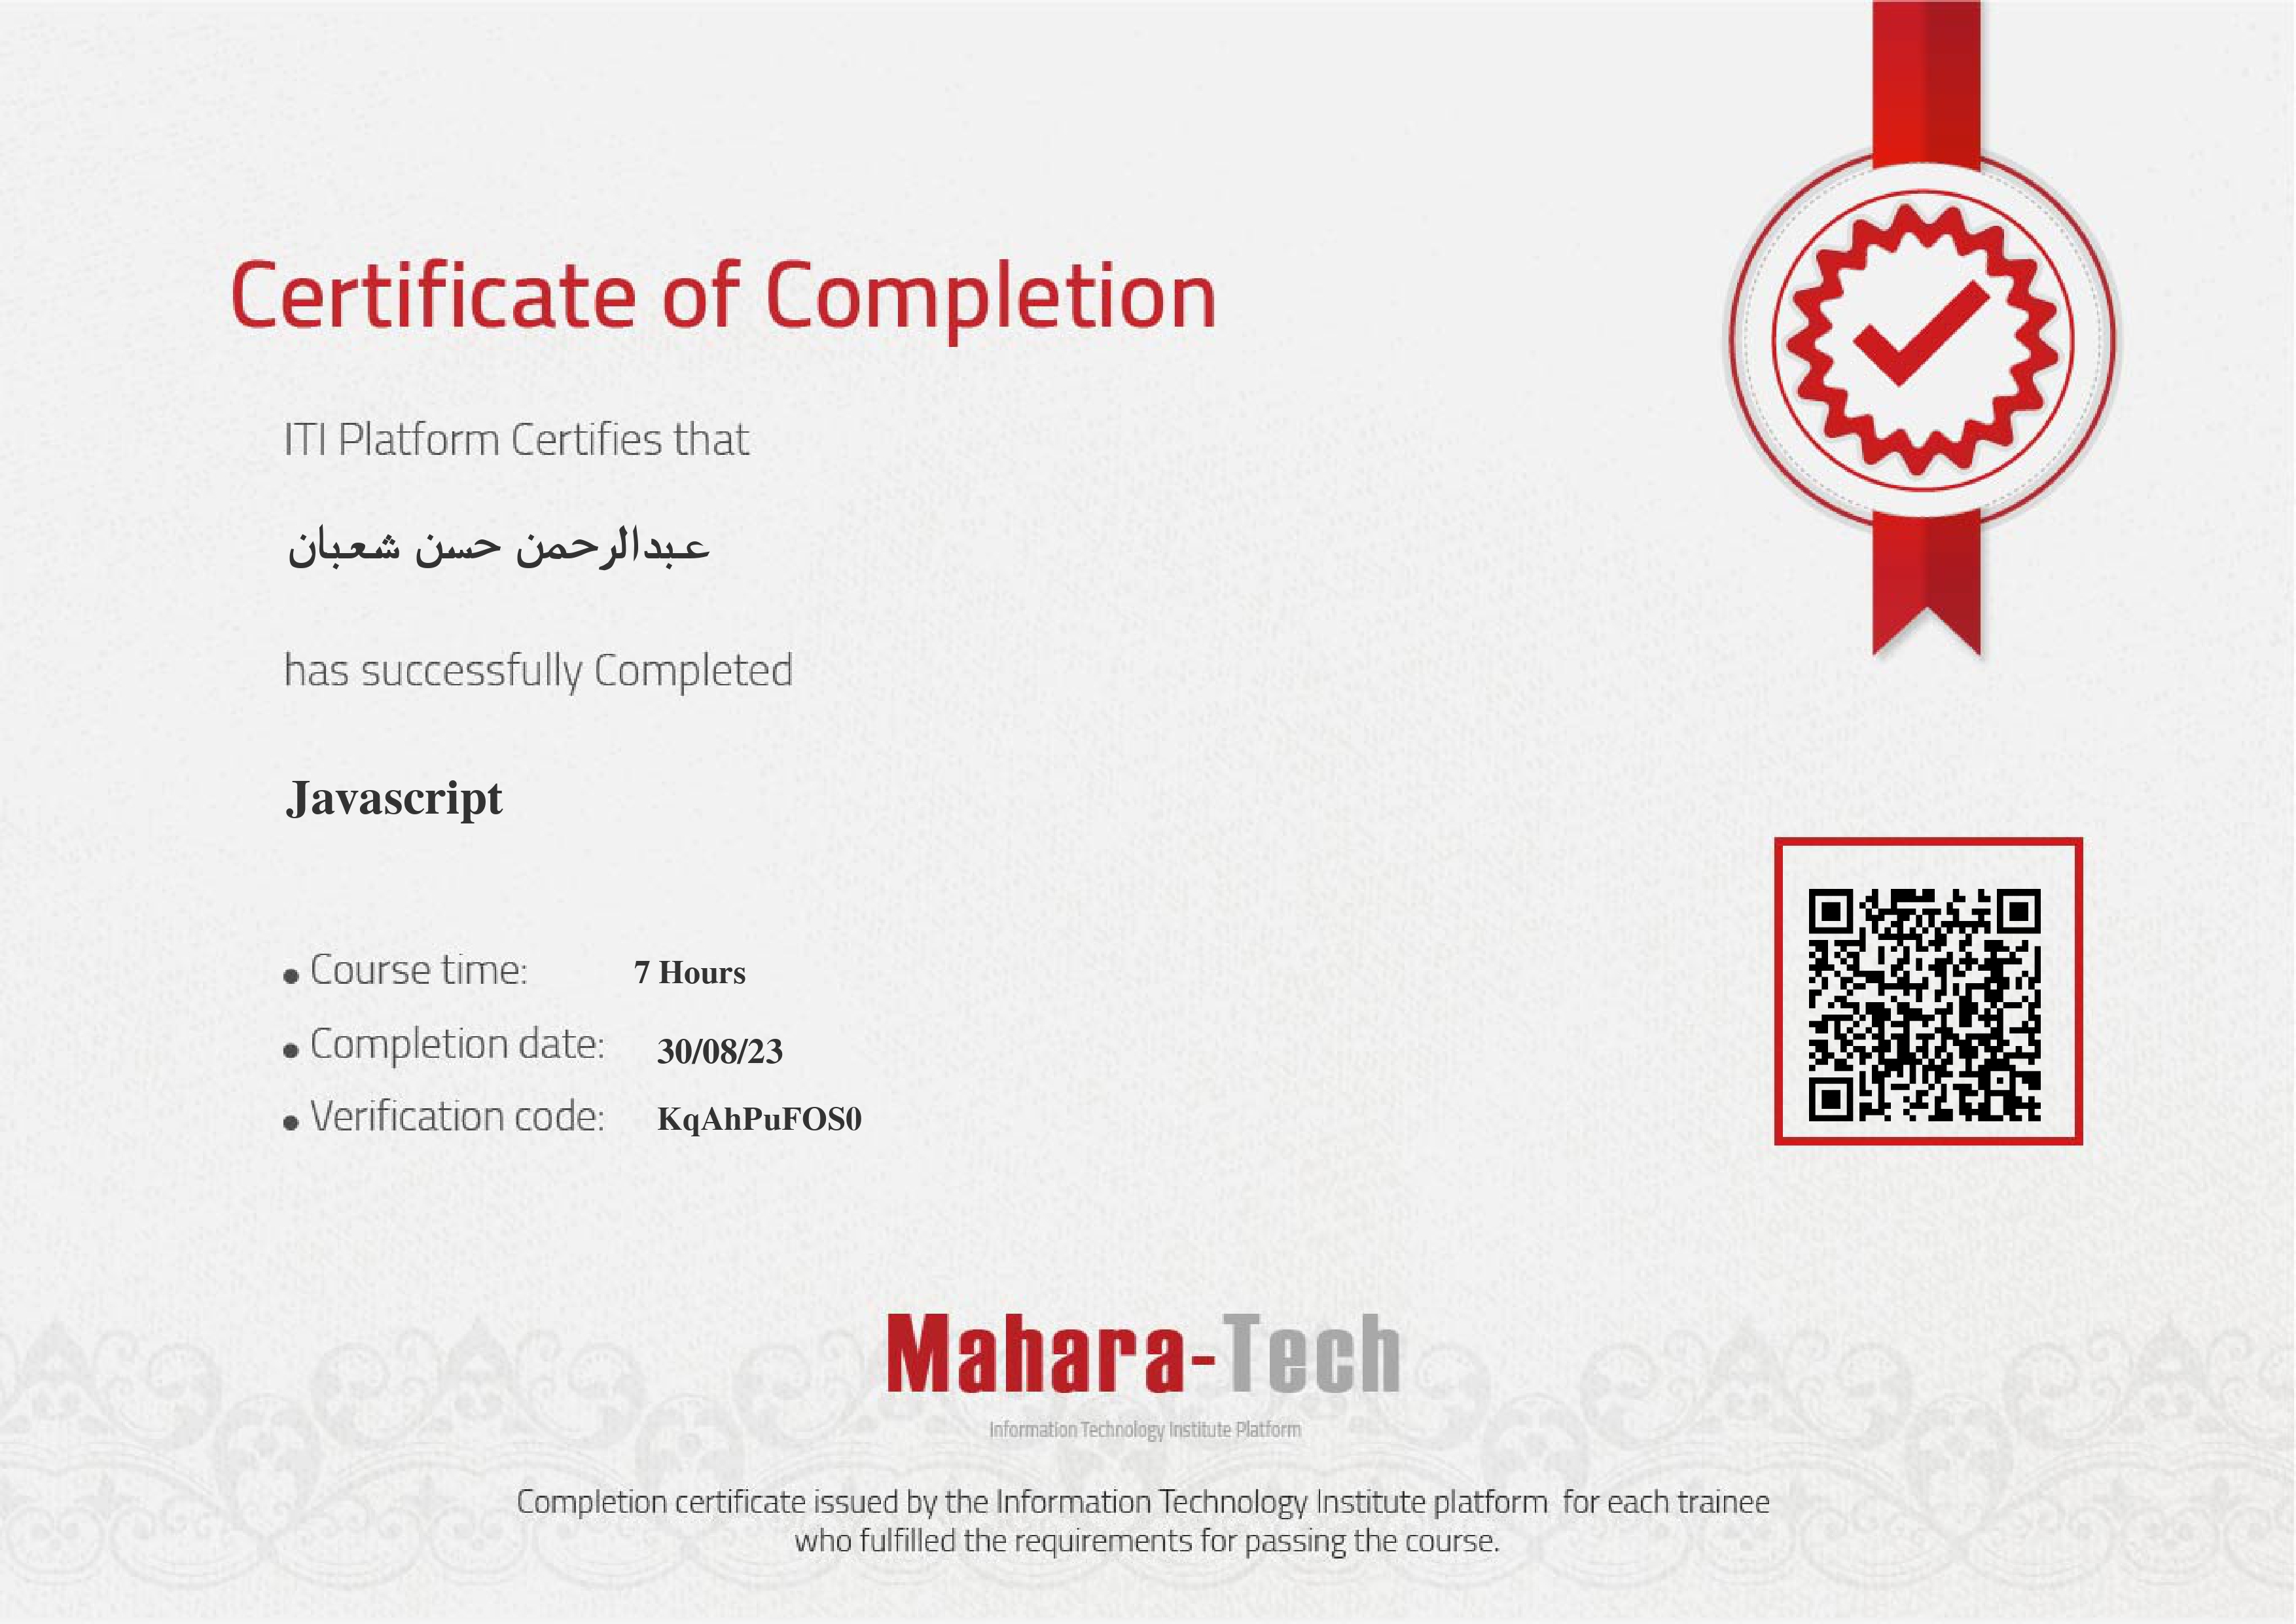 Certificate of Completion
ITI Platform Certifies that
عبدالرحمن حسن شعبان
has successfully Completed
Javascript
• Course time: 7 Hours
• Completion date: 30/08/23
• Verification code: KqAhPuFOS0
Mahara-Tech
Information Technology Institute Platform
Completion certificate issued by the Information Technology Institute platform for each trainee
who fulfilled the requirements for passing the course.